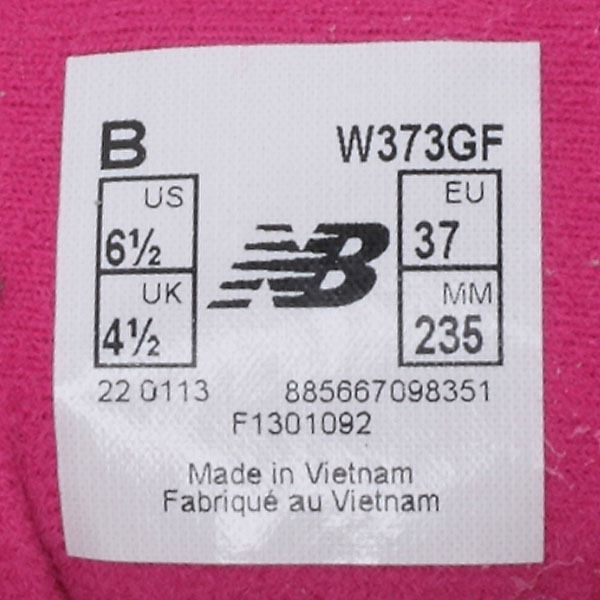 B W373GF
US EU
6½ 37
UK NB MM
4½ 235
22 0113 885667098351
F1301092
Made in Vietnam
Fabriqué au Vietnam